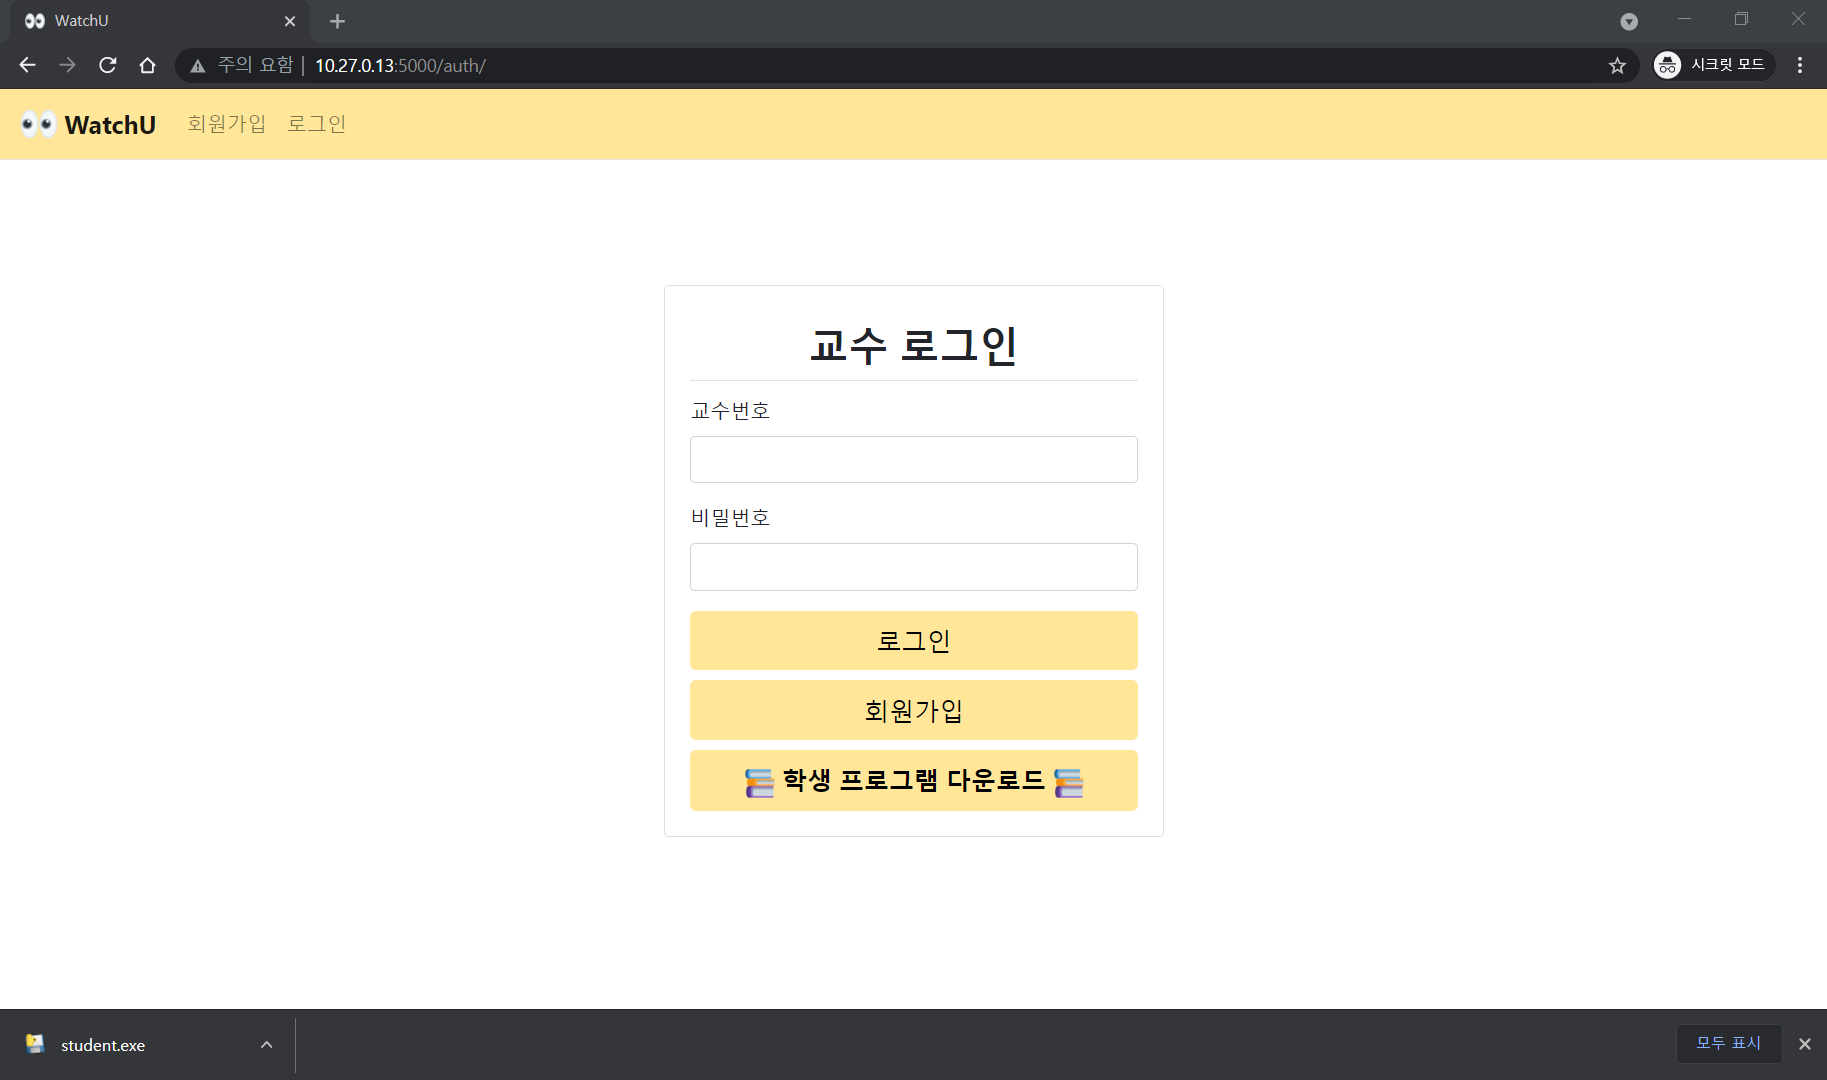 WatchU
주의 요함 | 10.27.0.13:5000/auth/
시크릿 모드
WatchU 회원가입 로그인
교수 로그인
교수번호
비밀번호
로그인
회원가입
학생 프로그램 다운로드
student.exe
모두 표시